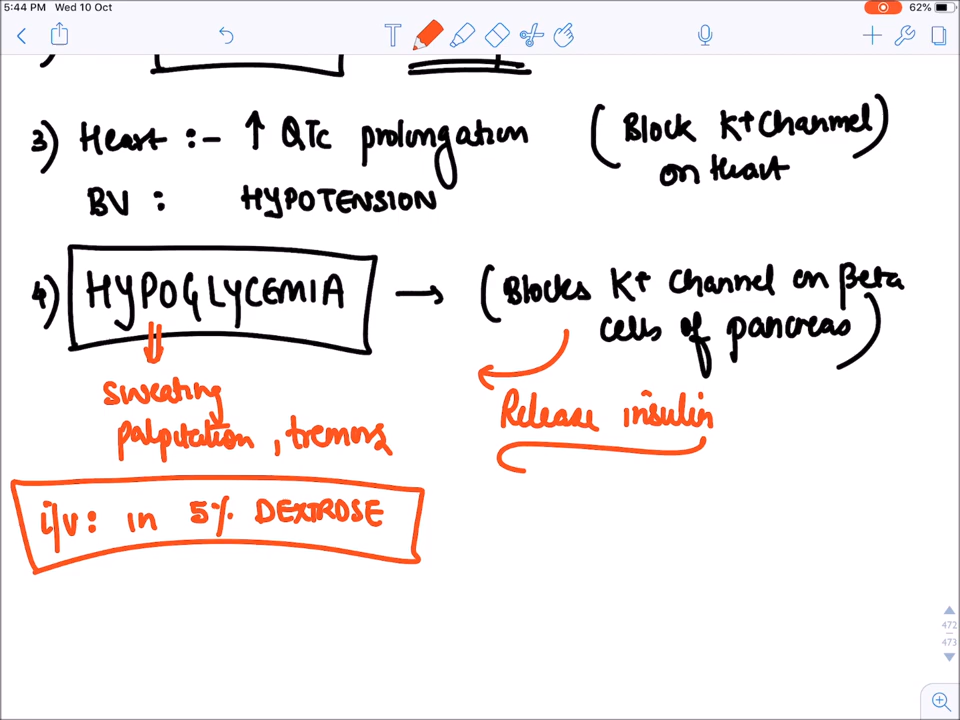 5:44 PM Wed 10 Oct 62%
T
3) Heart :- ↑ QTc prolongation (Block K+ Channel
on Heart)
BV : HYPOTENSION
4) HYPOGLYCEMIA → (Blocks K+ Channel on Beta
cells of pancreas)
sweating
palpitation, tremors
Release insulin
i/v: in 5% DEXTROSE
472
473